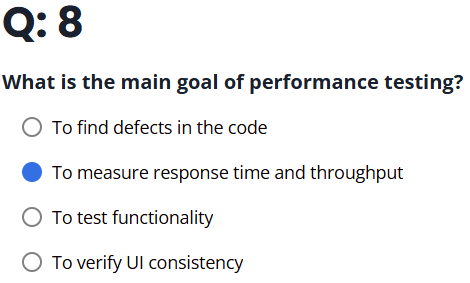 Q: 8
What is the main goal of performance testing?
To find defects in the code
To measure response time and throughput
To test functionality
To verify UI consistency